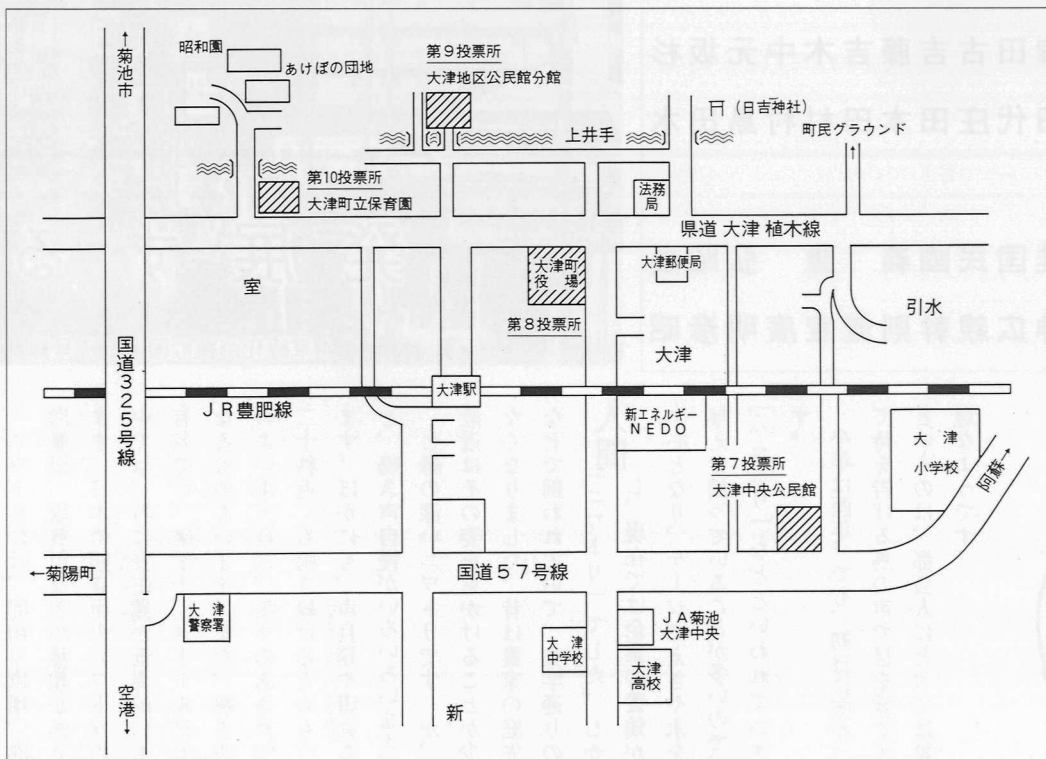 ↑菊池市
昭和園
あけぼの団地
第9投票所
大津地区公民館分館
上井手
(日吉神社)
町民グラウンド
↑
第10投票所
大津町立保育園
法務
局
県道 大津 植木線
室
大津町
役 場
大津郵便局
第8投票所
引水
大津
国道325号線
大津駅
JR豊肥線
新エネルギー
NEDO
大 津
小学校
阿蘇→
第7投票所
大津中央公民館
←菊陽町
国道57号線
大 津
警察署
JA菊池
大津中央
大 津
中学校
大津
高校
新
空港→